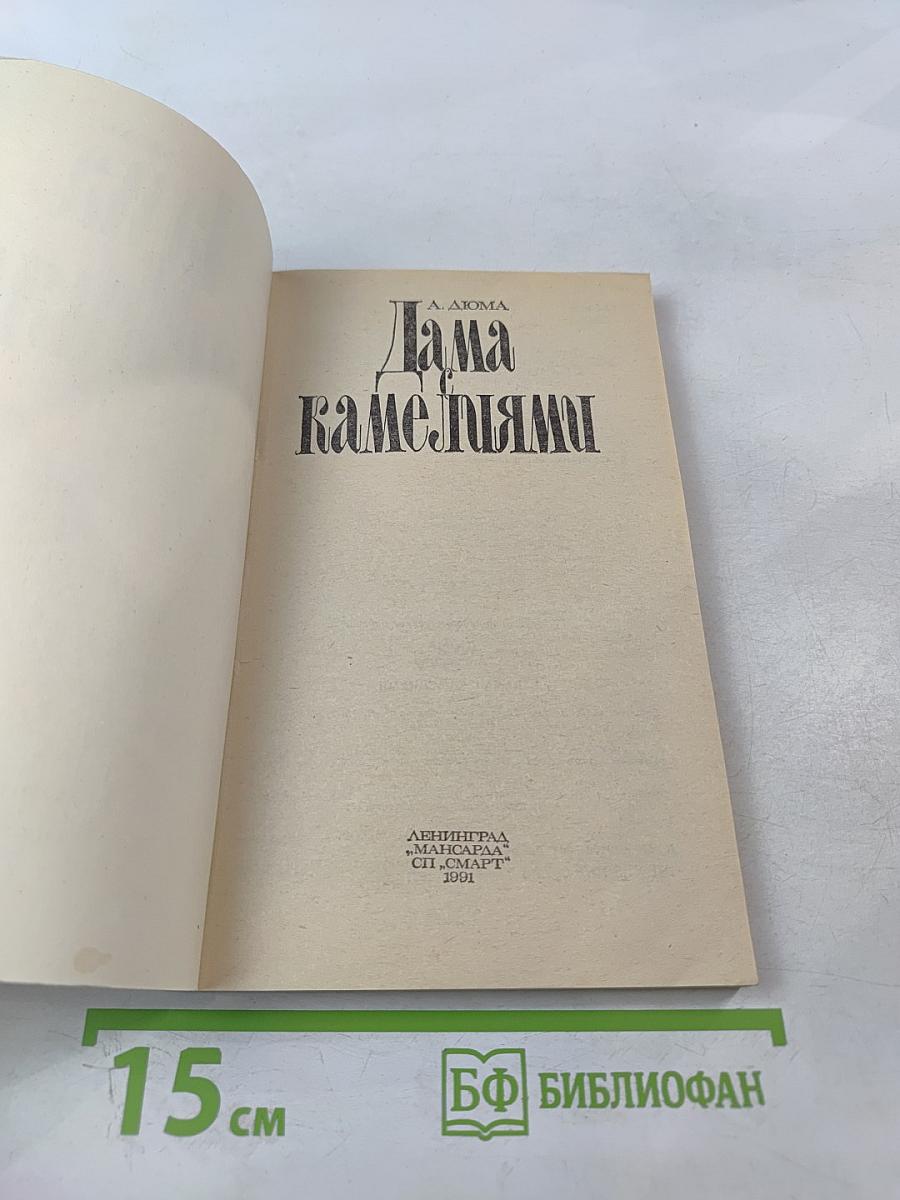 А. ДЮМА
Дама
с
камелиями
ЛЕНИНГРАД
„МАНСАРДА“
СП „СМАРТ“
1991
15 см
БФ БИБЛИОФАН